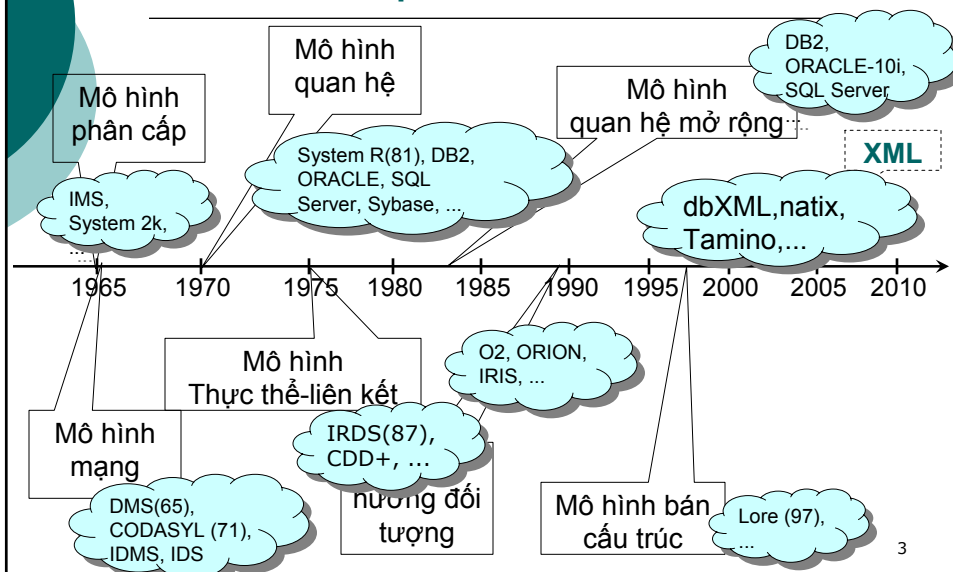 Mô hình
phân cấp
IMS,
System 2k,
...
Mô hình
quan hệ
System R(81), DB2,
ORACLE, SQL
Server, Sybase, ...
Mô hình
quan hệ mở rộng
DB2,
ORACLE-10i,
SQL Server
...
XML
dbXML,natix,
Tamino,...
1965 1970 1975 1980 1985 1990 1995 2000 2005 2010
Mô hình
mạng
DMS(65),
CODASYL (71),
IDMS, IDS
Mô hình
Thực thể-liên kết
IRDS(87),
CDD+, ...
hướng đối
tượng
O2, ORION,
IRIS, ...
Mô hình bán
cấu trúc
Lore (97),
...
3